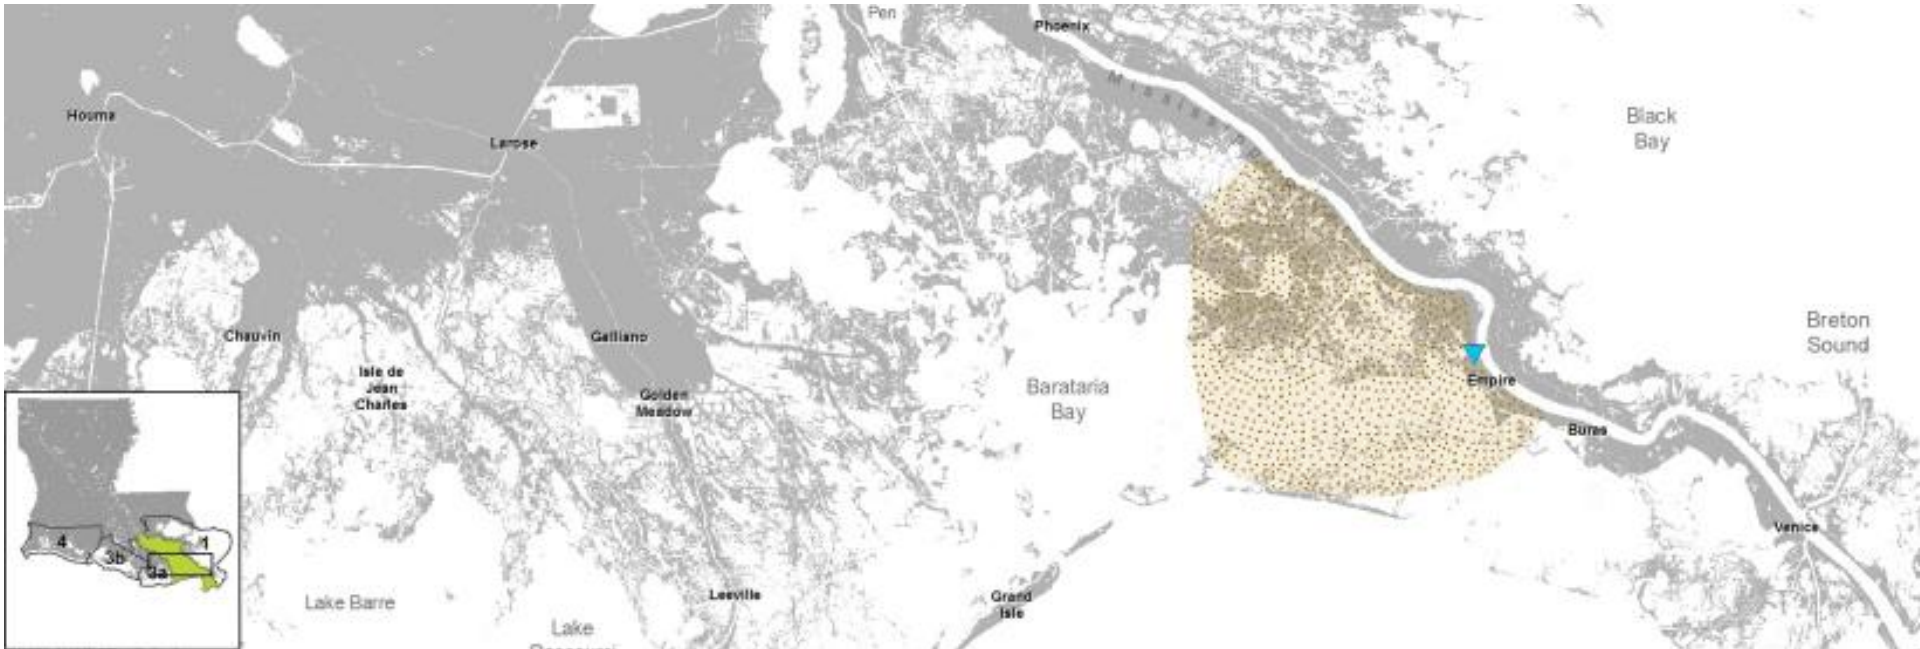 Pen
Phoenix
Mississippi
Black
Bay
Houma
Larose
Breton
Sound
Chauvin
Galliano
Isle de
Jean
Charles
Golden
Meadow
Barataria
Bay
Empire
Buras
Venice
4
3b
3a
1
Lake Barre
Leeville
Grand
Isle
Lake